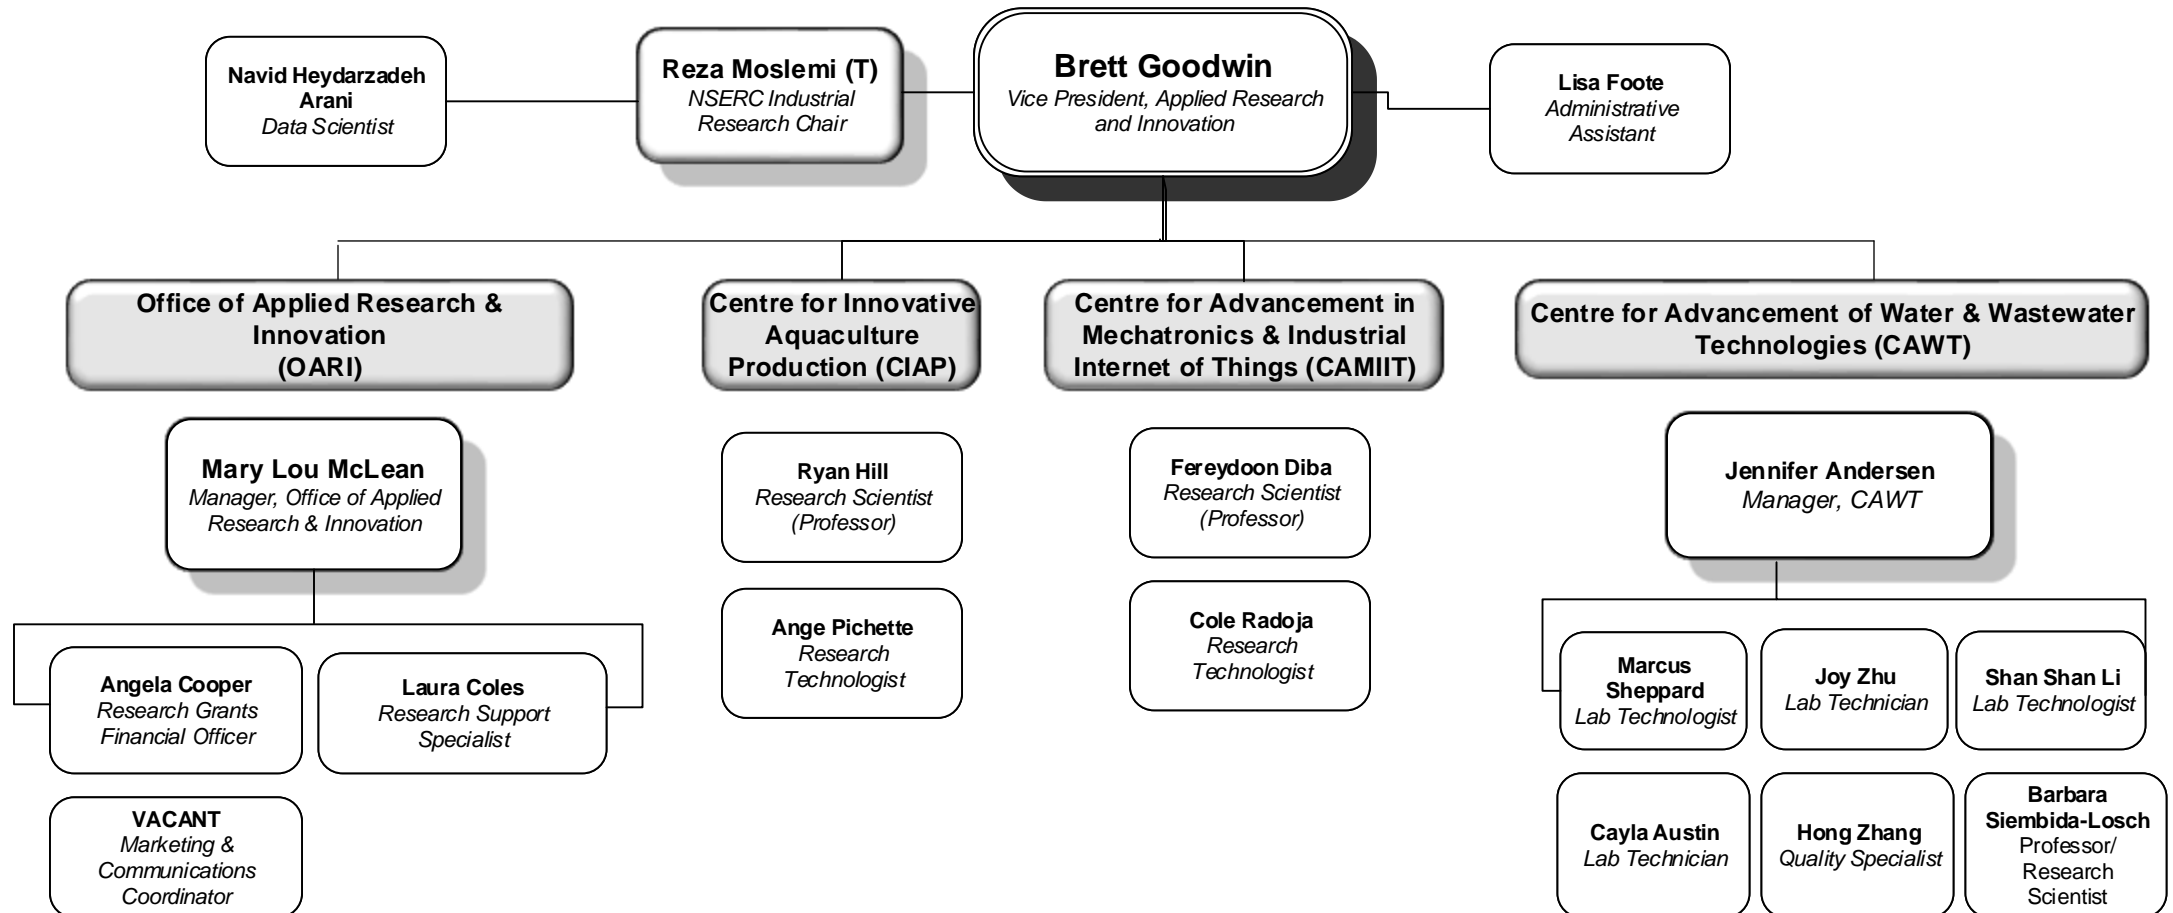 Navid Heydarzadeh
Arani
Data Scientist
Reza Moslemi (T)
NSERC Industrial
Research Chair
Brett Goodwin
Vice President, Applied Research
and Innovation
Lisa Foote
Administrative
Assistant
Office of Applied Research &
Innovation
(OARI)
Centre for Innovative
Aquaculture
Production (CIAP)
Centre for Advancement in
Mechatronics & Industrial
Internet of Things (CAMIIT)
Centre for Advancement of Water & Wastewater
Technologies (CAWT)
Mary Lou McLean
Manager, Office of Applied
Research & Innovation
Ryan Hill
Research Scientist
(Professor)
Fereydoon Diba
Research Scientist
(Professor)
Jennifer Andersen
Manager, CAWT
Angela Cooper
Research Grants
Financial Officer
Laura Coles
Research Support
Specialist
Ange Pichette
Research
Technologist
Cole Radoja
Research
Technologist
Marcus
Sheppard
Lab Technologist
Joy Zhu
Lab Technician
Shan Shan Li
Lab Technologist
VACANT
Marketing &
Communications
Coordinator
Cayla Austin
Lab Technician
Hong Zhang
Quality Specialist
Barbara
Siembida-Losch
Professor/
Research
Scientist